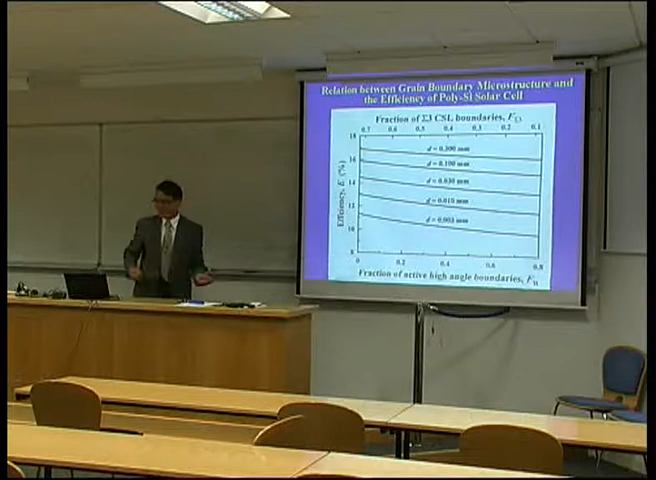 Relation between Grain Boundary Microstructure and
the Efficiency of Poly-Si Solar Cell
Fraction of Σ3 CSL boundaries, F
0.7 0.6 0.5 0.4 0.3 0.2 0.1
18
16
14
12
10
8
Efficiency, E (%)
d = 0.300 mm
d = 0.100 mm
d = 0.030 mm
d = 0.010 mm
d = 0.003 mm
0 0.2 0.4 0.6 0.8
Fraction of active high angle boundaries, F